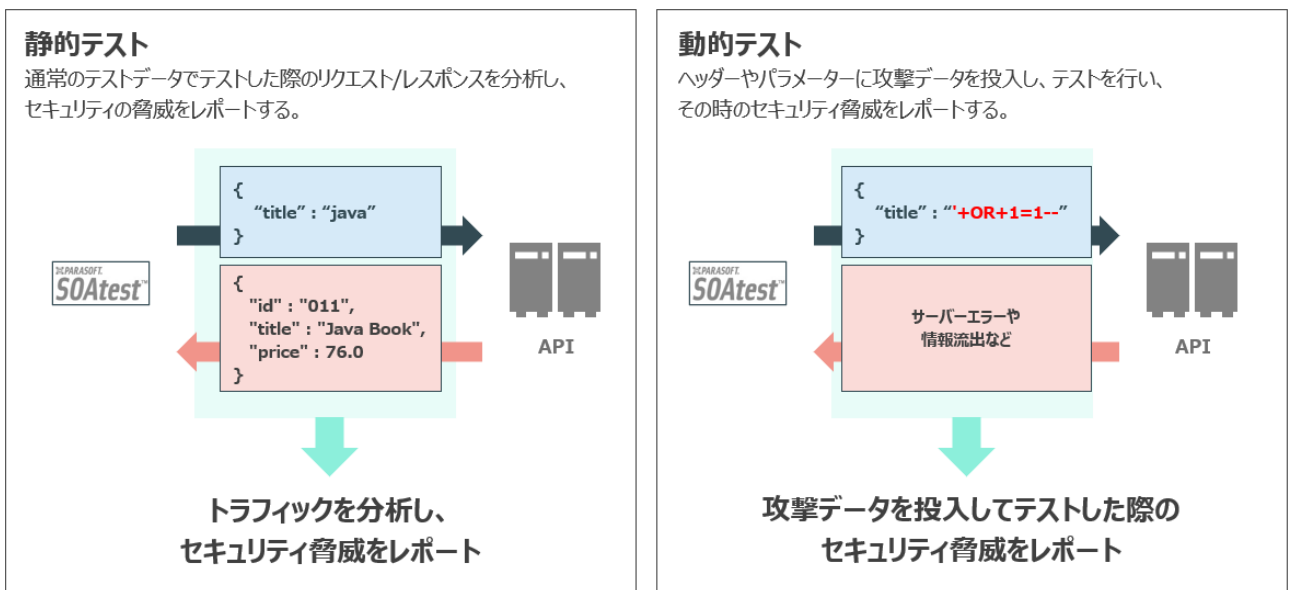 静的テスト
通常のテストデータでテストした際のリクエスト/レスポンスを分析し、
セキュリティの脅威をレポートする。
{
“title” : “java”
}
PARASOFT.
SOAtest™
{
"id" : "011",
"title" : "Java Book",
"price" : 76.0
}
API
トラフィックを分析し、
セキュリティ脅威をレポート
動的テスト
ヘッダーやパラメーターに攻撃データを投入し、テストを行い、
その時のセキュリティ脅威をレポートする。
{
“title” : “'+OR+1=1--”
}
PARASOFT.
SOAtest™
サーバーエラーや
情報流出など
API
攻撃データを投入してテストした際の
セキュリティ脅威をレポート